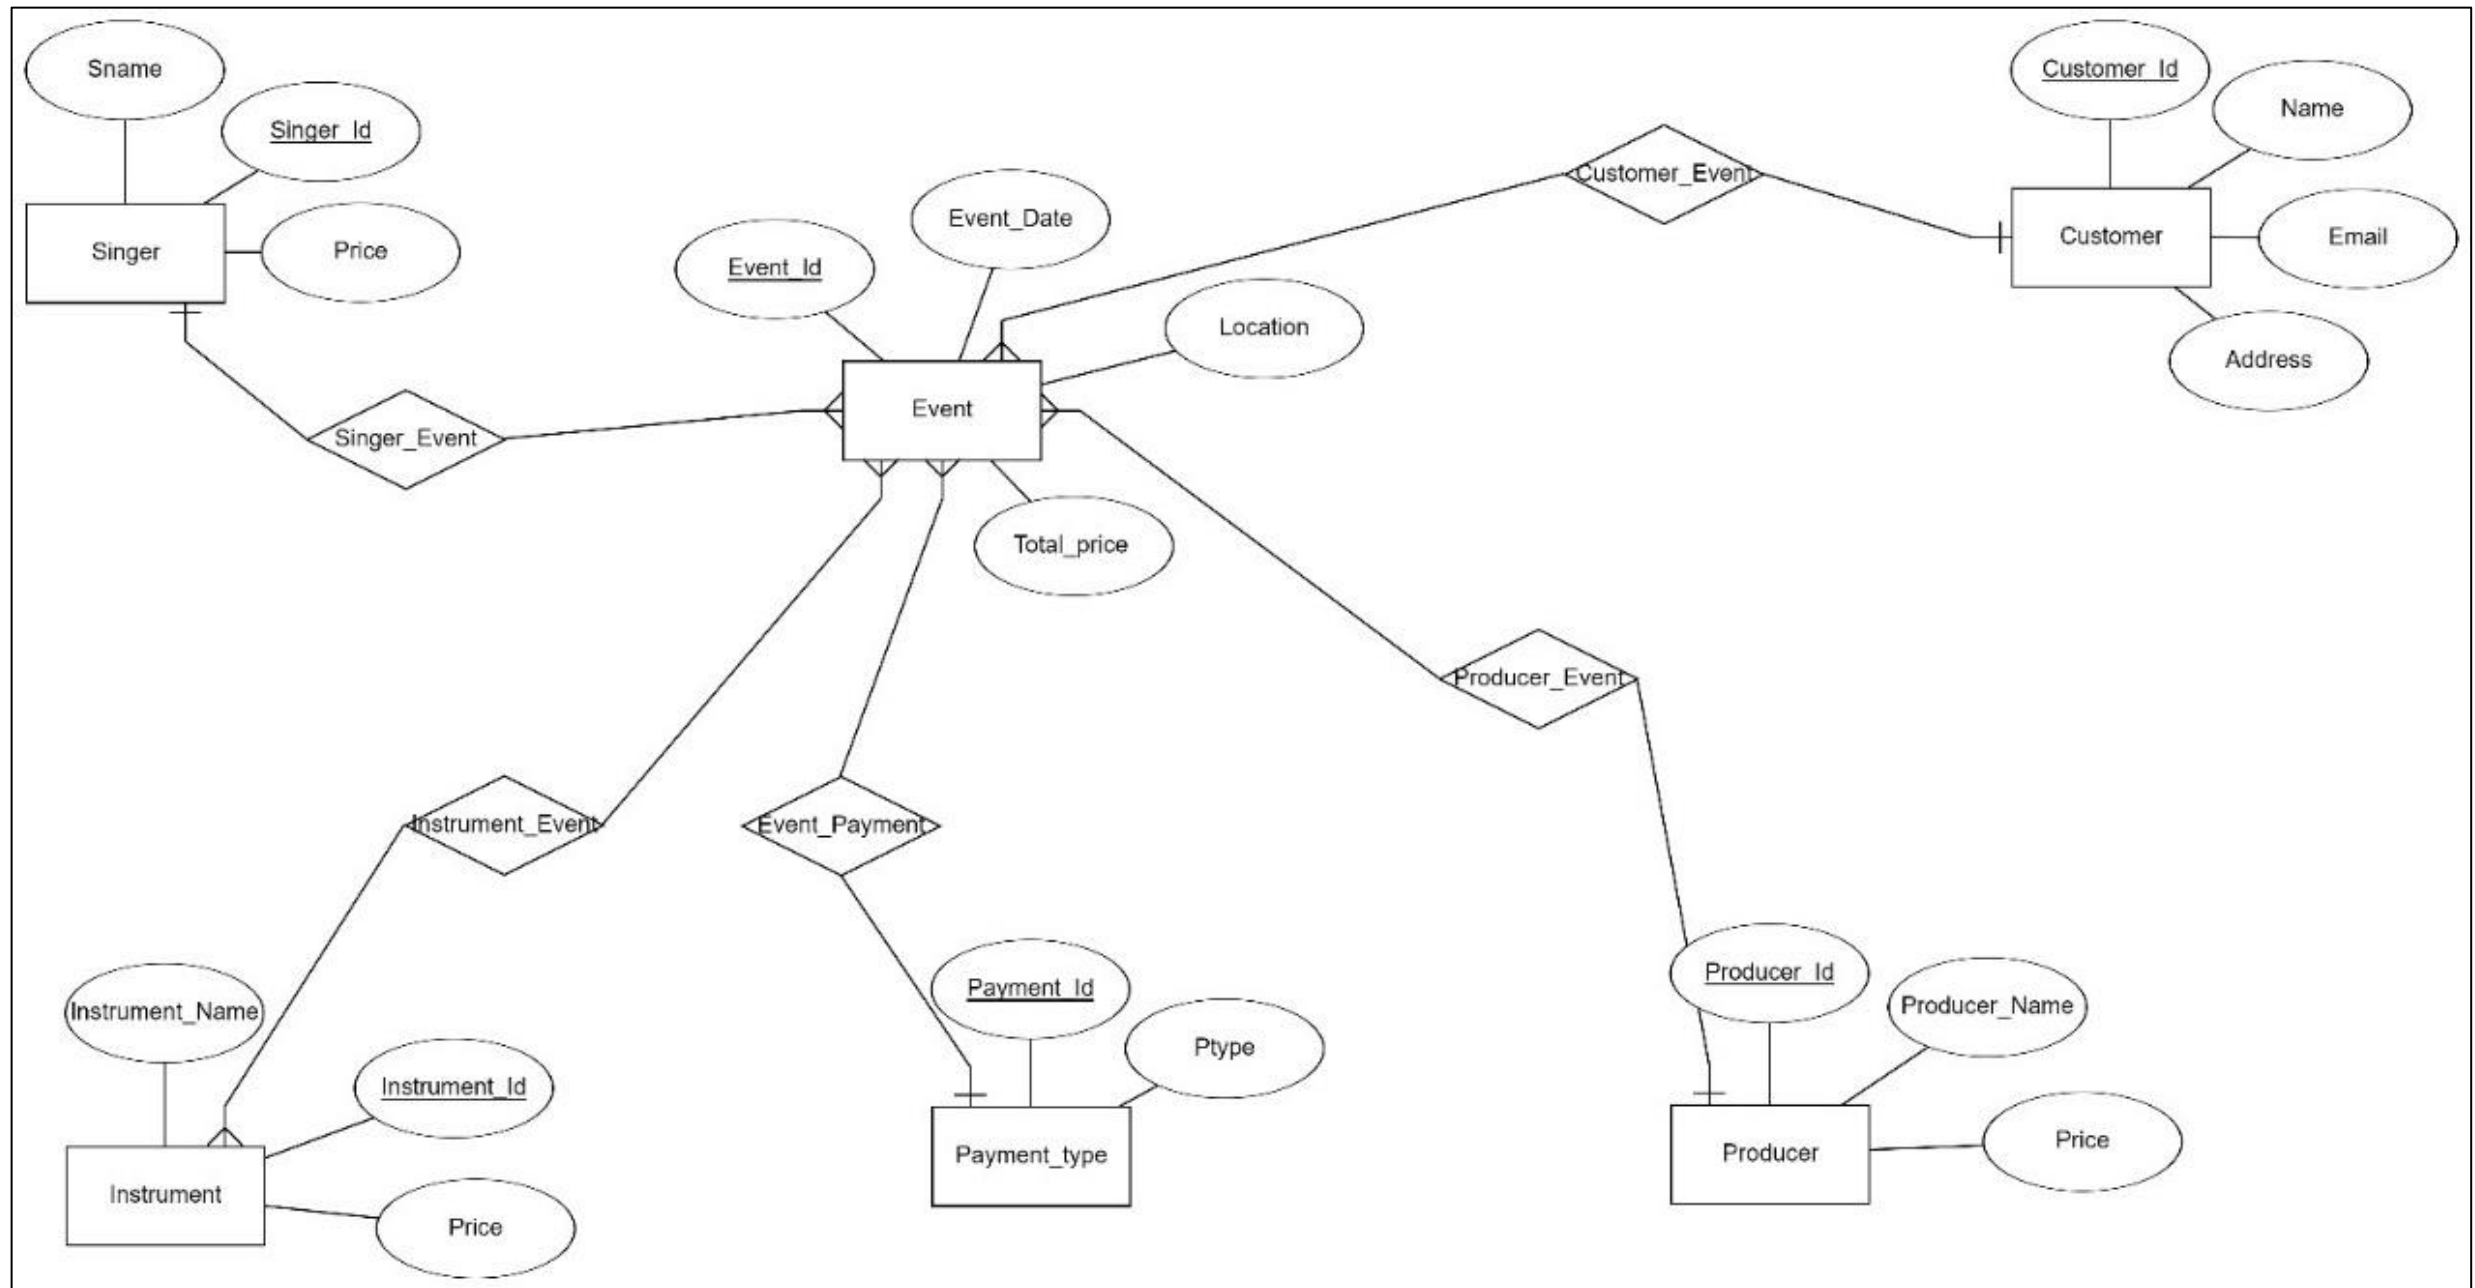 Sname
Singer_Id
Price
Singer
Singer_Event
Event_Id
Event_Date
Location
Event
Total_price
Customer_Event
Customer_Id
Name
Email
Address
Customer
Instrument_Event
Event_Payment
Producer_Event
Instrument_Name
Instrument_Id
Price
Instrument
Payment_Id
Ptype
Payment_type
Producer_Id
Producer_Name
Price
Producer